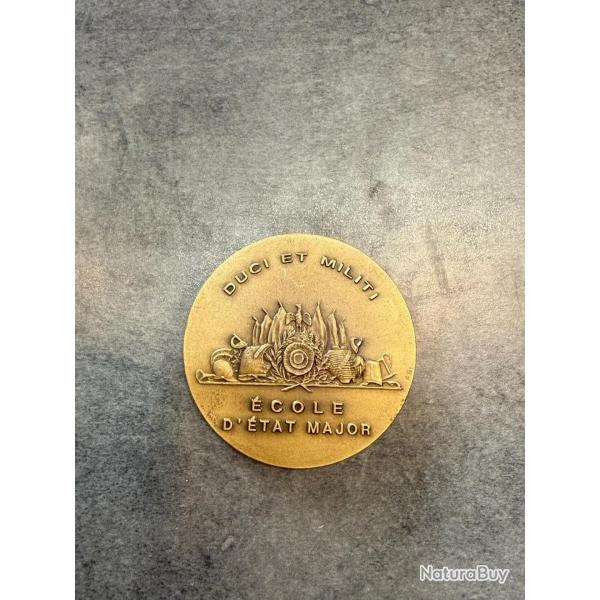 DUCI ET MILITI
ÉCOLE
D'ÉTAT MAJOR
NaturaBuy